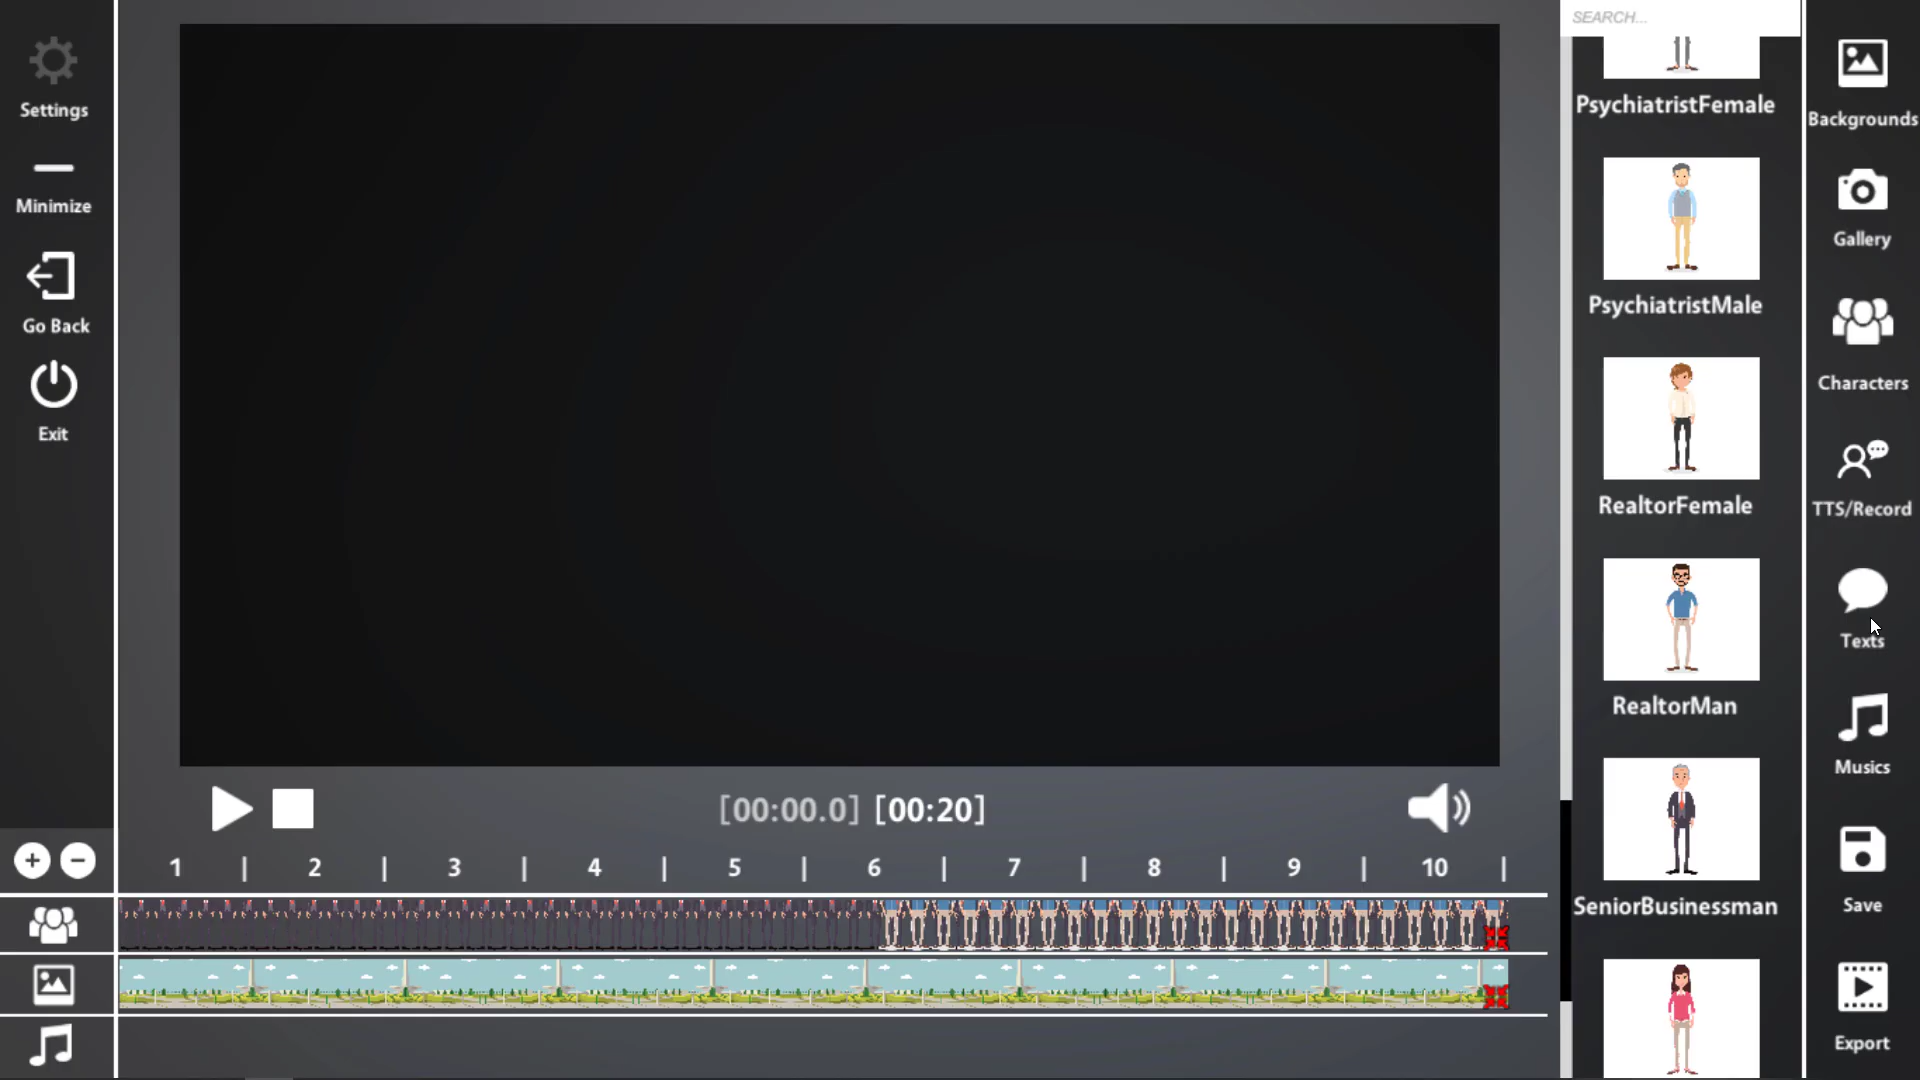 Settings
Minimize
Go Back
Exit
[00:00.0] [00:20]
1 | 2 | 3 | 4 | 5 | 6 | 7 | 8 | 9 | 10 |
SEARCH...
PsychiatristFemale
PsychiatristMale
RealtorFemale
RealtorMan
SeniorBusinessman
Backgrounds
Gallery
Characters
TTS/Record
Texts
Musics
Save
Export